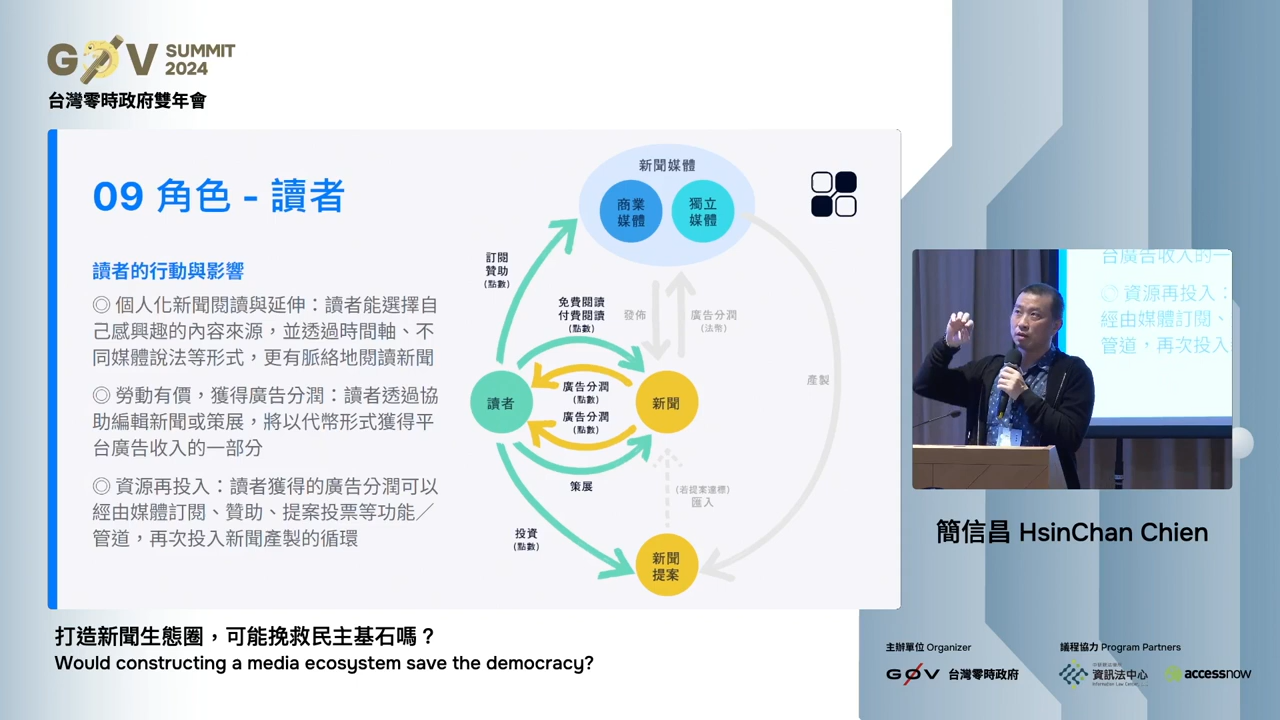 GØV SUMMIT 2024
台灣零時政府雙年會
09 角色 - 讀者
讀者的行動與影響
◎ 個人化新聞閱讀與延伸：讀者能選擇自
己感興趣的內容來源，並透過時間軸、不
同媒體說法等形式，更有脈絡地閱讀新聞
◎ 勞動有價，獲得廣告分潤：讀者透過協
助編輯新聞或策展，將以代幣形式獲得平
台廣告收入的一部分
◎ 資源再投入：讀者獲得的廣告分潤可以
經由媒體訂閱、贊助、提案投票等功能／
管道，再次投入新聞產製的循環
新聞媒體
商業
媒體
獨立
媒體
訂閱
贊助
(點數)
免費閱讀
付費閱讀
(點數)
發佈
廣告分潤
(法幣)
產製
讀者
廣告分潤
(點數)
廣告分潤
(點數)
新聞
策展
(若提案達標)
匯入
投資
(點數)
新聞
提案
台廣告收入的一
◎ 資源再投入：
經由媒體訂閱、
管道，再次投入
簡信昌 HsinChan Chien
打造新聞生態圈，可能挽救民主基石嗎？
Would constructing a media ecosystem save the democracy?
主辦單位 Organizer
議程協力 Program Partners
GØV 台灣零時政府
資訊法中心
Information Law Center
accessnow